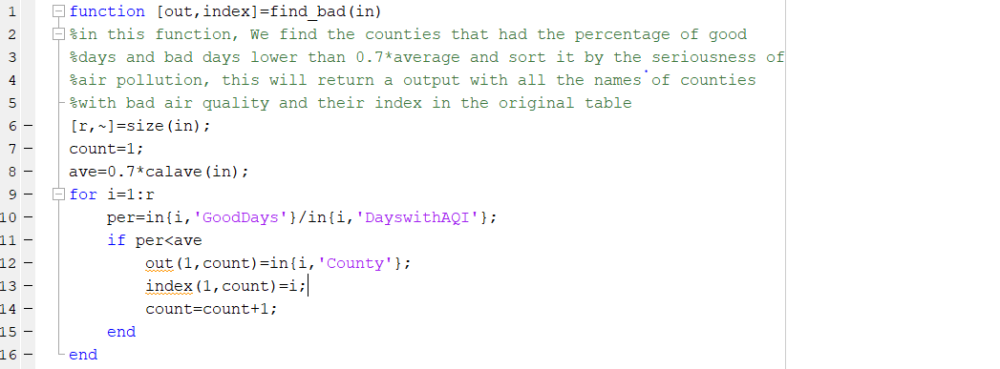 1 function [out,index]=find_bad(in)
2 %in this function, We find the counties that had the percentage of good
3 %days and bad days lower than 0.7*average and sort it by the seriousness of
4 %air pollution, this will return a output with all the names of counties
5 %with bad air quality and their index in the original table
6 [r,~]=size(in);
7 count=1;
8 ave=0.7*calave(in);
9 for i=1:r
10 per=in{i,'GoodDays'}/in{i,'DayswithAQI'};
11 if per<ave
12 out(1,count)=in{i,'County'};
13 index(1,count)=i;
14 count=count+1;
15 end
16 end